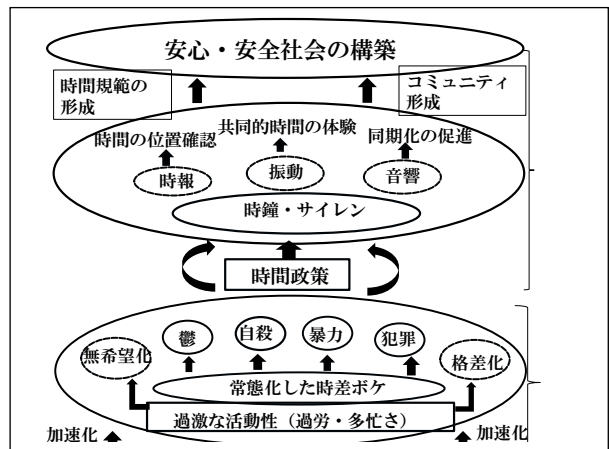 安心・安全社会の構築
時間規範の
形成
コミュニティ
形成
時間の位置確認
共同的時間の体験
同期化の促進
時報
振動
音響
時鐘・サイレン
時間政策
無希望化
鬱
自殺
暴力
犯罪
格差化
常態化した時差ボケ
過激な活動性（過労・多忙さ）
加速化
加速化